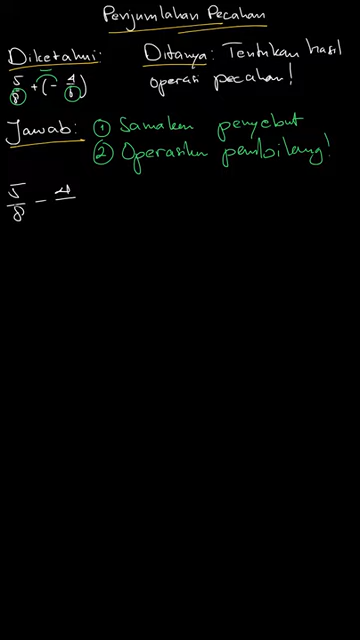 Penjumlahan Pecahan
Diketahui: Ditanya: Tentukan hasil
5/8 + (- 4/8) operasi pecahan!
Jawab: ① Samakan penyebut
② Operasikan pembilang!
5/8 - 4/